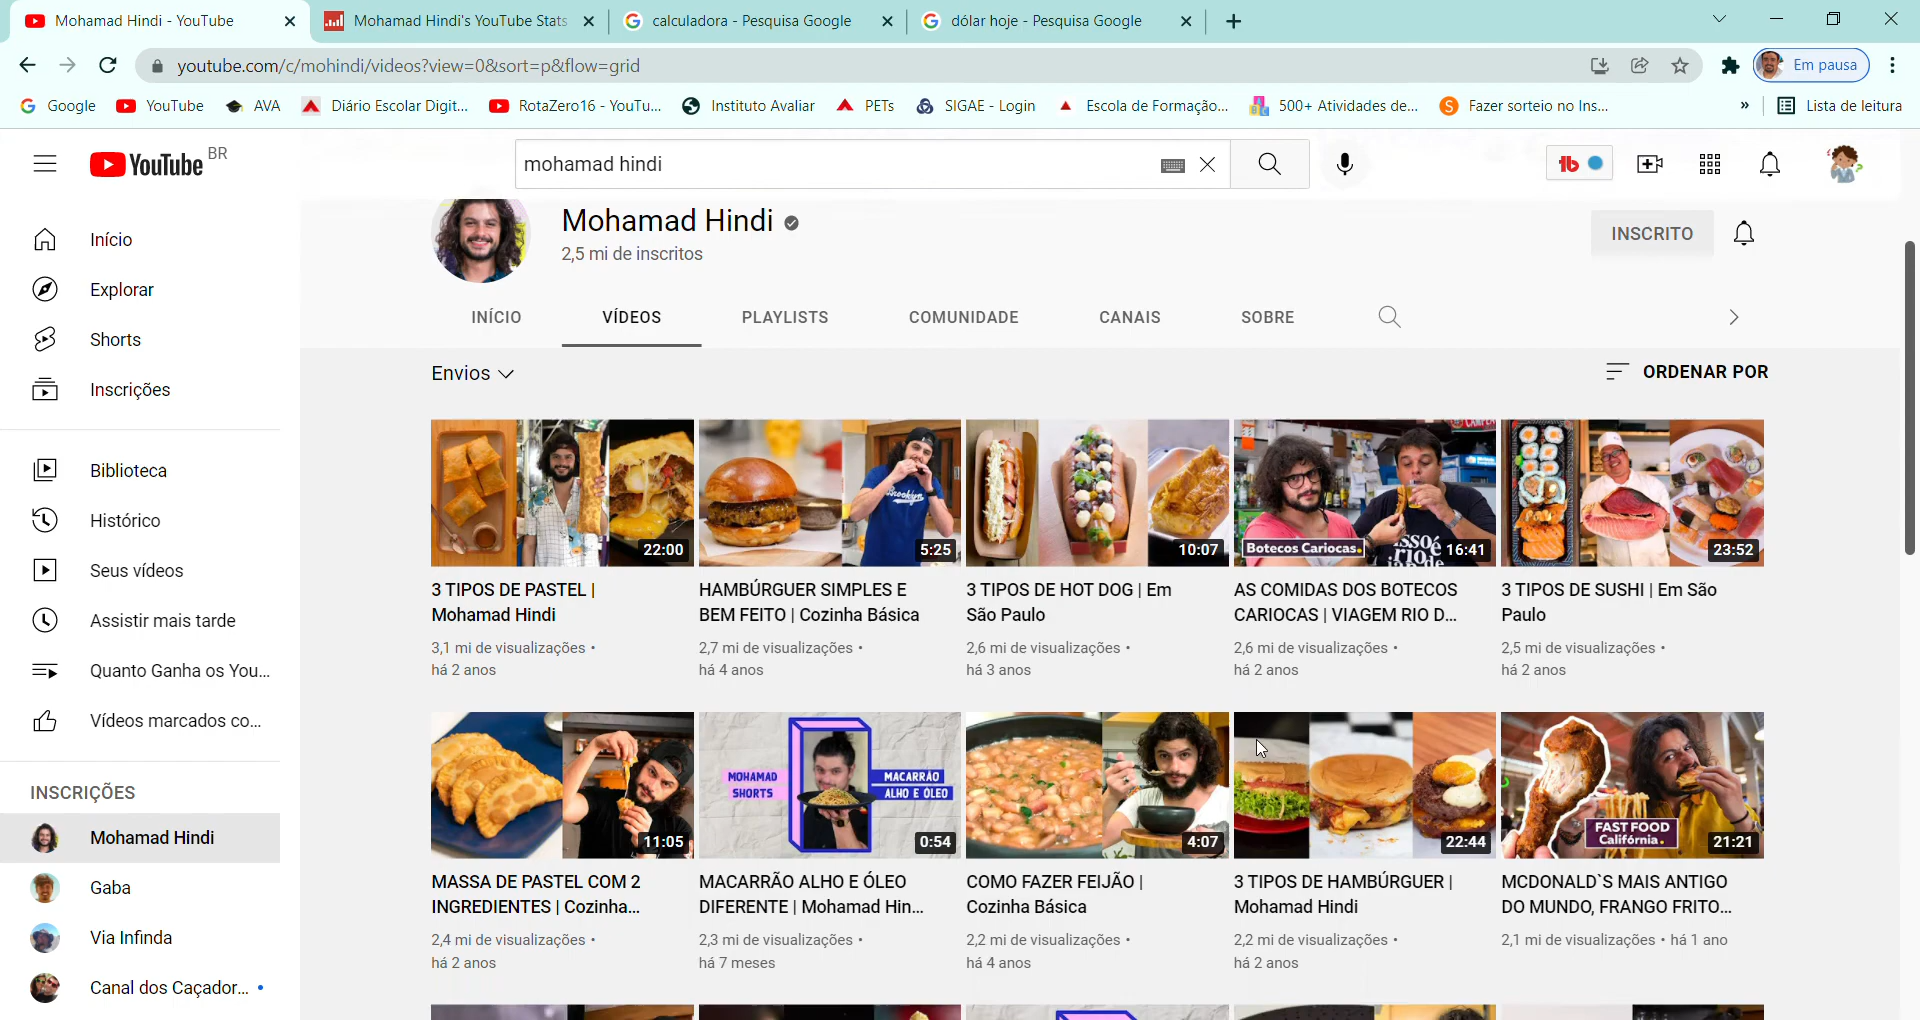 Mohamad Hindi - YouTube
Mohamad Hindi's YouTube Stats
calculadora - Pesquisa Google
dólar hoje - Pesquisa Google
youtube.com/c/mohindi/videos?view=0&sort=p&flow=grid
Em pausa
Google
YouTube
AVA
Diário Escolar Digit...
RotaZero16 - YouTu...
Instituto Avaliar
PETs
SIGAE - Login
Escola de Formação...
500+ Atividades de...
Fazer sorteio no Ins...
»
Lista de leitura
YouTube BR
mohamad hindi
Início
Explorar
Shorts
Inscrições
Biblioteca
Histórico
Seus vídeos
Assistir mais tarde
Quanto Ganha os You...
Vídeos marcados co...
INSCRIÇÕES
Mohamad Hindi
Gaba
Via Infinda
Canal dos Caçador...
Mohamad Hindi
2,5 mi de inscritos
INSCRITO
INÍCIO
VÍDEOS
PLAYLISTS
COMUNIDADE
CANAIS
SOBRE
Envios
ORDENAR POR
22:00
3 TIPOS DE PASTEL |
Mohamad Hindi
3,1 mi de visualizações •
há 2 anos
Brooklyn
5:25
HAMBÚRGUER SIMPLES E
BEM FEITO | Cozinha Básica
2,7 mi de visualizações •
há 4 anos
10:07
3 TIPOS DE HOT DOG | Em
São Paulo
2,6 mi de visualizações •
há 3 anos
Botecos Cariocas.
16:41
AS COMIDAS DOS BOTECOS
CARIOCAS | VIAGEM RIO D...
2,6 mi de visualizações •
há 2 anos
23:52
3 TIPOS DE SUSHI | Em São
Paulo
2,5 mi de visualizações •
há 2 anos
11:05
MASSA DE PASTEL COM 2
INGREDIENTES | Cozinha...
2,4 mi de visualizações •
há 2 anos
MOHAMAD
SHORTS
MACARRÃO
ALHO E ÓLEO
0:54
MACARRÃO ALHO E ÓLEO
DIFERENTE | Mohamad Hin...
2,3 mi de visualizações •
há 7 meses
4:07
COMO FAZER FEIJÃO |
Cozinha Básica
2,2 mi de visualizações •
há 4 anos
22:44
3 TIPOS DE HAMBÚRGUER |
Mohamad Hindi
2,2 mi de visualizações •
há 2 anos
FAST FOOD
Califórnia.
21:21
MCDONALD`S MAIS ANTIGO
DO MUNDO, FRANGO FRITO...
2,1 mi de visualizações • há 1 ano